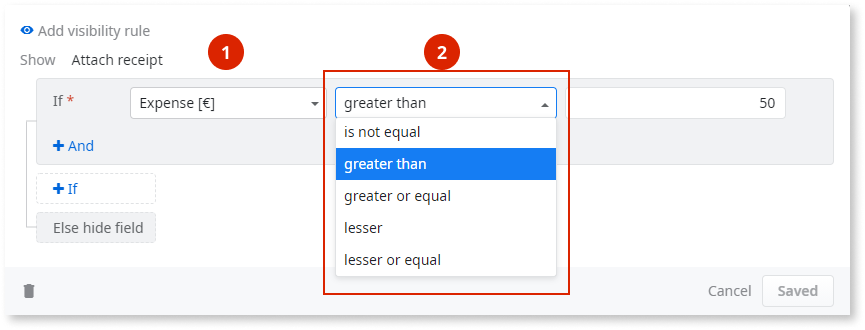 Add visibility rule
1
2
Show Attach receipt
If * Expense [€] greater than 50
is not equal
And
greater than
If
greater or equal
Else hide field
lesser
lesser or equal
Cancel Saved